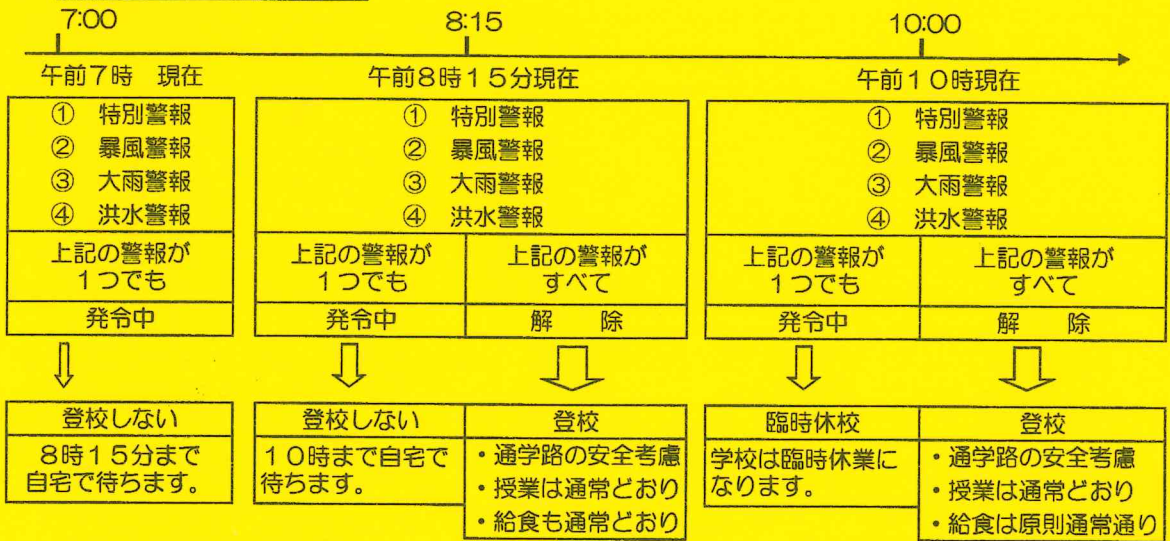 7:00
8:15
10:00
午前7時　現在
① 特別警報
② 暴風警報
③ 大雨警報
④ 洪水警報
上記の警報が
1つでも
発令中
登校しない
8時15分まで
自宅で待ちます。
午前8時15分現在
① 特別警報
② 暴風警報
③ 大雨警報
④ 洪水警報
上記の警報が
1つでも
発令中
登校しない
10時まで自宅で
待ちます。
上記の警報が
すべて
解　除
登校
・通学路の安全考慮
・授業は通常どおり
・給食も通常どおり
午前10時現在
① 特別警報
② 暴風警報
③ 大雨警報
④ 洪水警報
上記の警報が
1つでも
発令中
臨時休校
学校は臨時休業に
なります。
上記の警報が
すべて
解　除
登校
・通学路の安全考慮
・授業は通常どおり
・給食は原則通常通り